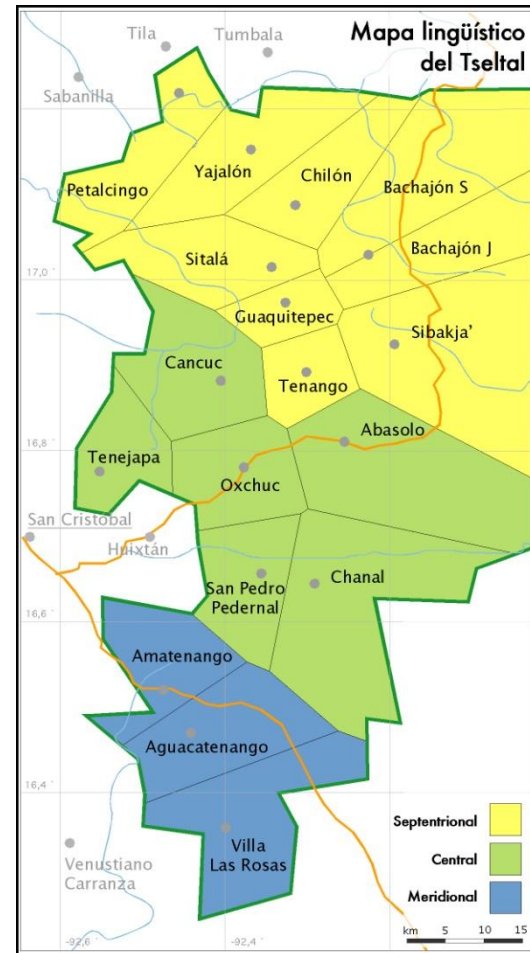 Mapa lingüístico
del Tseltal
Tila
Tumbala
Sabanilla
Yajalón
Petalcingo
Chilón
Bachajón S
Bachajón J
Sitalá
17,0°
Guaquitepec
Sibakja'
Cancuc
Tenango
Abasolo
16,8
Tenejapa
Oxchuc
San Cristobal
Huixtán
San Pedro
Pedernal
Chanal
16,6
Amatenango
Aguacatenango
16,4
Septentrional
Central
Meridional
Villa
Las Rosas
Venustiano
Carranza
km 5 10 15
-92,6
-92,4